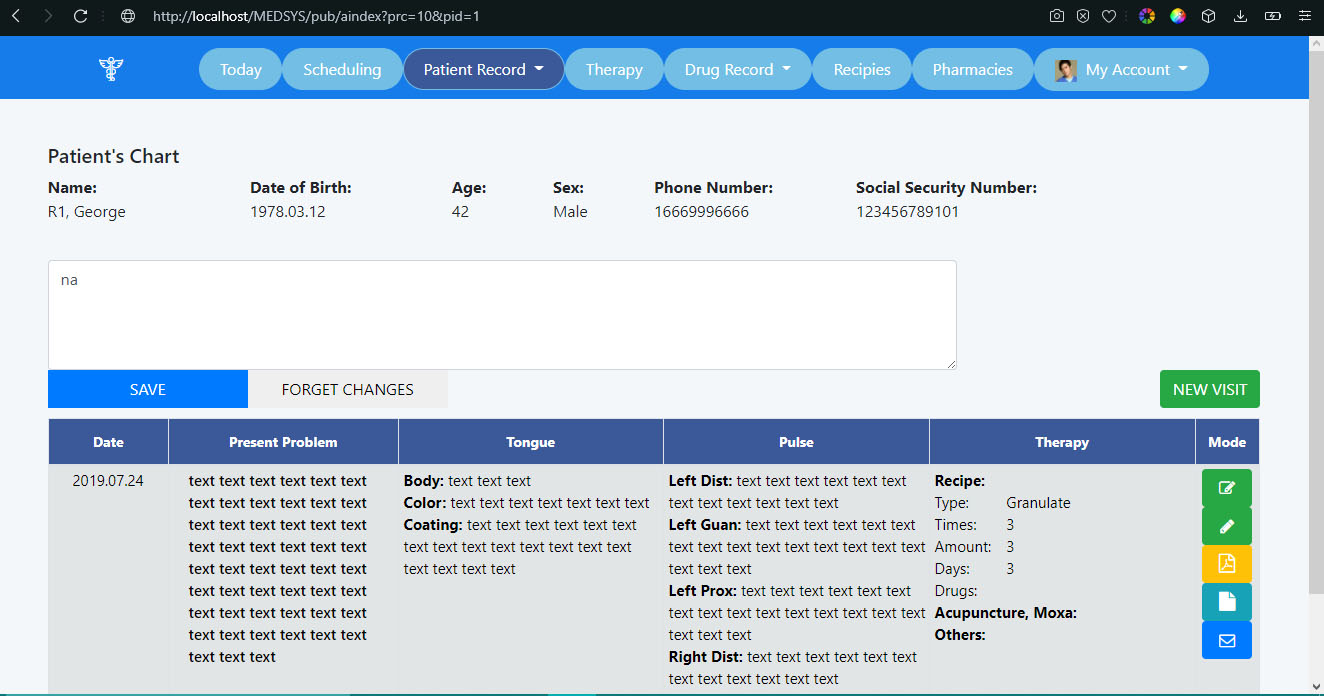 http://localhost/MEDSYS/pub/aindex?prc=10&pid=1
Today Scheduling Patient Record Therapy Drug Record Recipies Pharmacies My Account
Patient's Chart
Name: Date of Birth: Age: Sex: Phone Number: Social Security Number:
R1, George 1978.03.12 42 Male 16669996666 123456789101
na
SAVE FORGET CHANGES NEW VISIT
Date Present Problem Tongue Pulse Therapy Mode
2019.07.24
text text text text text text
text text text text text text
text text text text text text
text text text text text text
text text text text text text
text text text text text text
text text text text text text
text text text text text text
text text text
Body: text text text
Color: text text text text text text text
Coating: text text text text text text
text text text text text text text text
text text text text
Left Dist: text text text text text text
text text text text text text
Left Guan: text text text text text text
text text text text text text text text text
text text text
Left Prox: text text text text text text
text text text text text text text text text
text text text
Right Dist: text text text text text text
text text text text text text
Recipe:
Type: Granulate
Times: 3
Amount: 3
Days: 3
Drugs:
Acupuncture, Moxa:
Others: